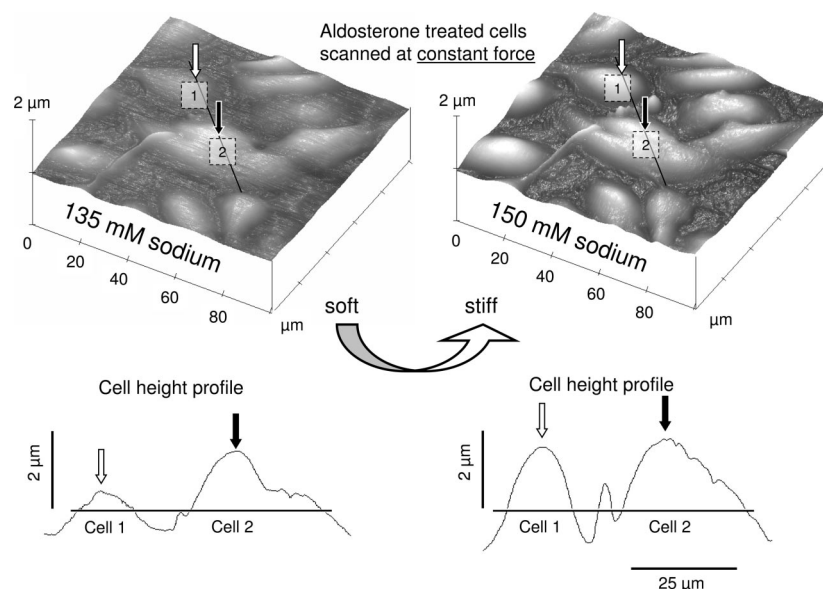 Aldosterone treated cells
scanned at constant force
2 µm
1
2
135 mM sodium
0
20
40
60
80
µm
2 µm
1
2
150 mM sodium
0
20
40
60
80
µm
soft
stiff
Cell height profile
2 µm
Cell 1
Cell 2
Cell height profile
2 µm
Cell 1
Cell 2
25 µm